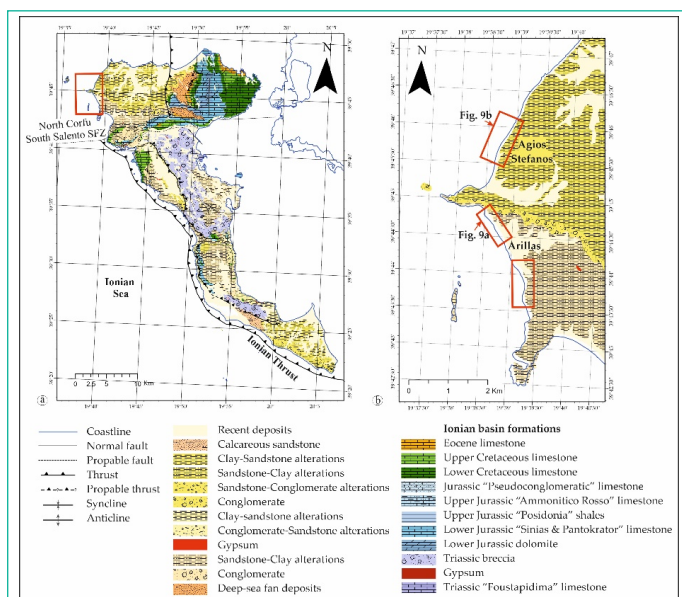 N
North Corfu
South Salento SFZ
Ionian
Sea
Ionian Thrust
0 2.5 5 10 Km
a
N
Fig. 9b
Agios
Stefanos
Fig. 9a
Arillas
0 1 2 Km
b
Coastline
Normal fault
Propable fault
Thrust
Propable thrust
Syncline
Anticline
Recent deposits
Calcareous sandstone
Clay-Sandstone alterations
Sandstone-Clay alterations
Sandstone-Conglomerate alterations
Conglomerate
Clay-sandstone alterations
Conglomerate-Sandstone alterations
Gypsum
Sandstone-Clay alterations
Conglomerate
Deep-sea fan deposits
Ionian basin formations
Eocene limestone
Upper Cretaceous limestone
Lower Cretaceous limestone
Jurassic "Pseudoconglomeratic" limestone
Upper Jurassic "Ammonitico Rosso" limestone
Upper Jurassic "Posidonia" shales
Lower Jurassic "Sinias & Pantokrator" limestone
Lower Jurassic dolomite
Triassic breccia
Gypsum
Triassic "Foustapidima" limestone